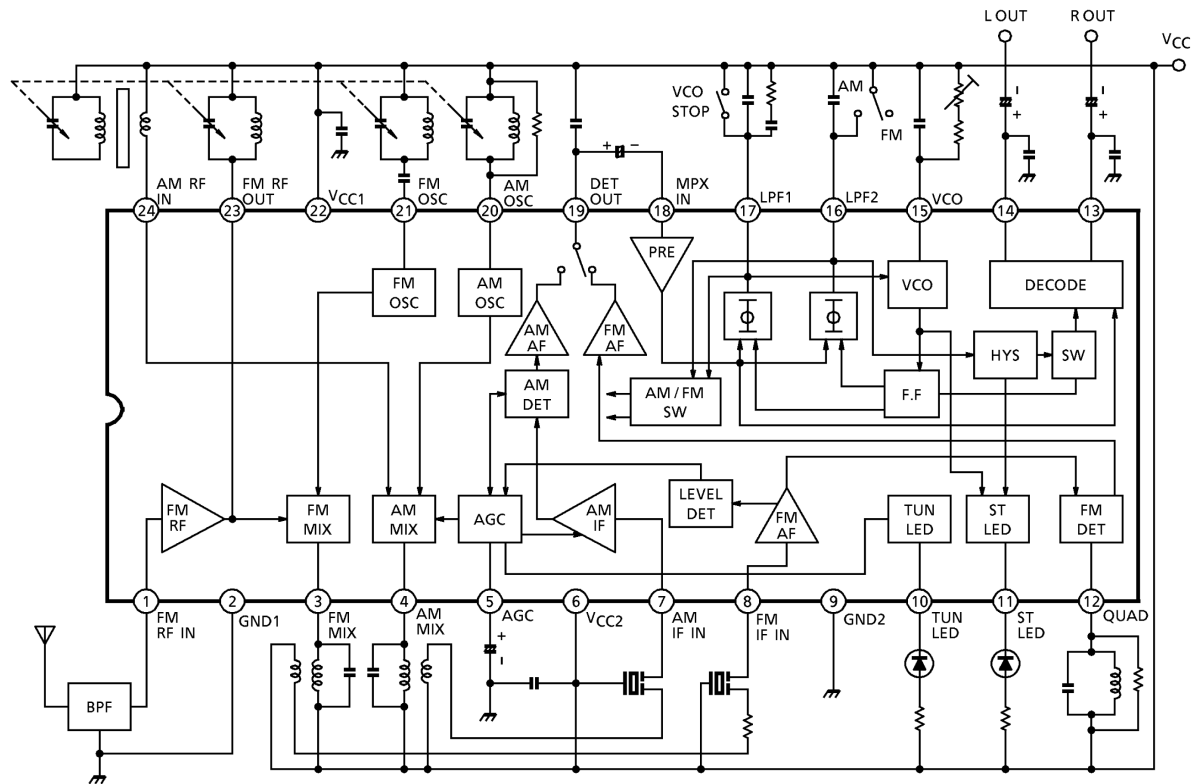 L OUT
R OUT
VCC
VCO
STOP
AM
FM
+ −
−
+
−
+
AM RF
IN
FM RF
OUT
VCC1
FM
OSC
AM
OSC
DET
OUT
MPX
IN
LPF1
LPF2
VCO
24
23
22
21
20
19
18
17
16
15
14
13
PRE
FM
OSC
AM
OSC
VCO
DECODE
AM
AF
FM
AF
HYS
SW
AM
DET
AM / FM
SW
F.F
FM
RF
FM
MIX
AM
MIX
AGC
AM
IF
LEVEL
DET
FM
AF
TUN
LED
ST
LED
FM
DET
1
2
3
4
5
6
7
8
9
10
11
12
FM
RF IN
GND1
FM
MIX
AM
MIX
AGC
VCC2
AM
IF IN
FM
IF IN
GND2
TUN
LED
ST
LED
QUAD
+
−
BPF